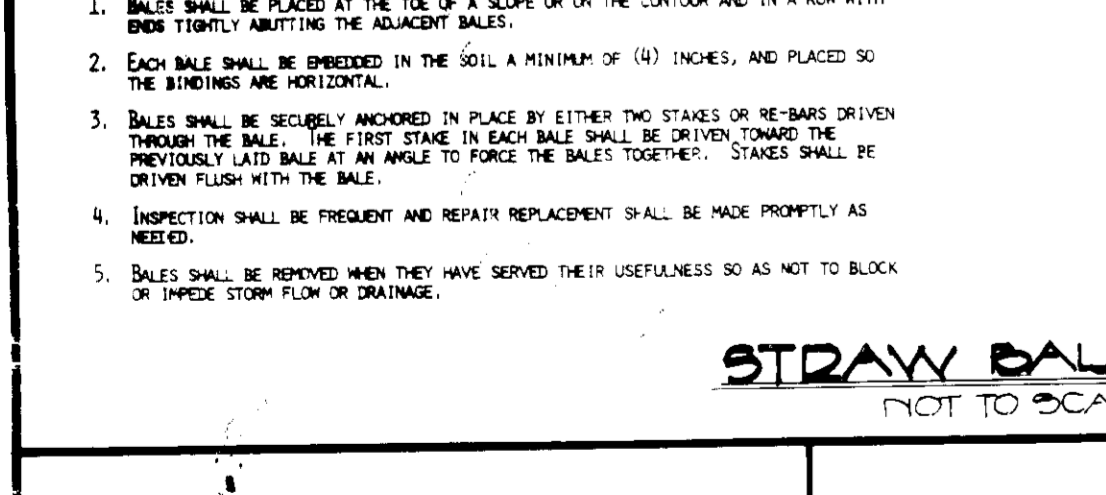 1. BALES SHALL BE PLACED AT THE TOE OF A SLOPE OR ON THE CONTOUR AND IN A ROW WITH
ENDS TIGHTLY ABUTTING THE ADJACENT BALES.
2. EACH BALE SHALL BE EMBEDDED IN THE SOIL A MINIMUM OF (4) INCHES, AND PLACED SO
THE BINDINGS ARE HORIZONTAL.
3. BALES SHALL BE SECURELY ANCHORED IN PLACE BY EITHER TWO STAKES OR RE-BARS DRIVEN
THROUGH THE BALE. THE FIRST STAKE IN EACH BALE SHALL BE DRIVEN TOWARD THE
PREVIOUSLY LAID BALE AT AN ANGLE TO FORCE THE BALES TOGETHER. STAKES SHALL BE
DRIVEN FLUSH WITH THE BALE.
4. INSPECTION SHALL BE FREQUENT AND REPAIR REPLACEMENT SHALL BE MADE PROMPTLY AS
NEEDED.
5. BALES SHALL BE REMOVED WHEN THEY HAVE SERVED THEIR USEFULNESS SO AS NOT TO BLOCK
OR IMPEDE STORM FLOW OR DRAINAGE.
STRAW BAL
NOT TO SCA